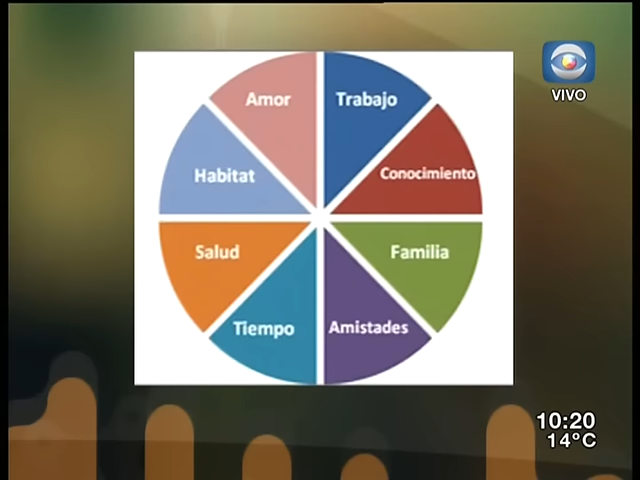 VIVO
Amor
Trabajo
Habitat
Conocimiento
Salud
Familia
Tiempo
Amistades
10:20
14°C